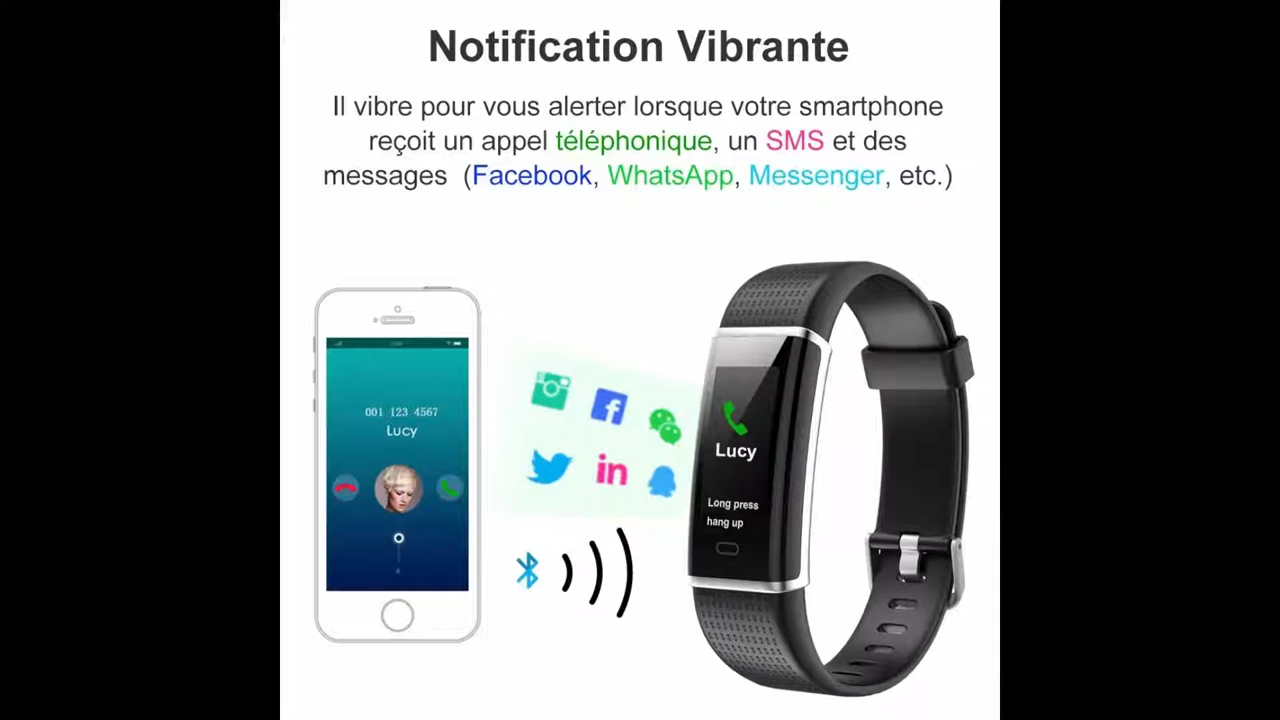 Notification Vibrante
Il vibre pour vous alerter lorsque votre smartphone
reçoit un appel téléphonique, un SMS et des
messages (Facebook, WhatsApp, Messenger, etc.)
001 123 4567
Lucy
in
Lucy
Long press
hang up